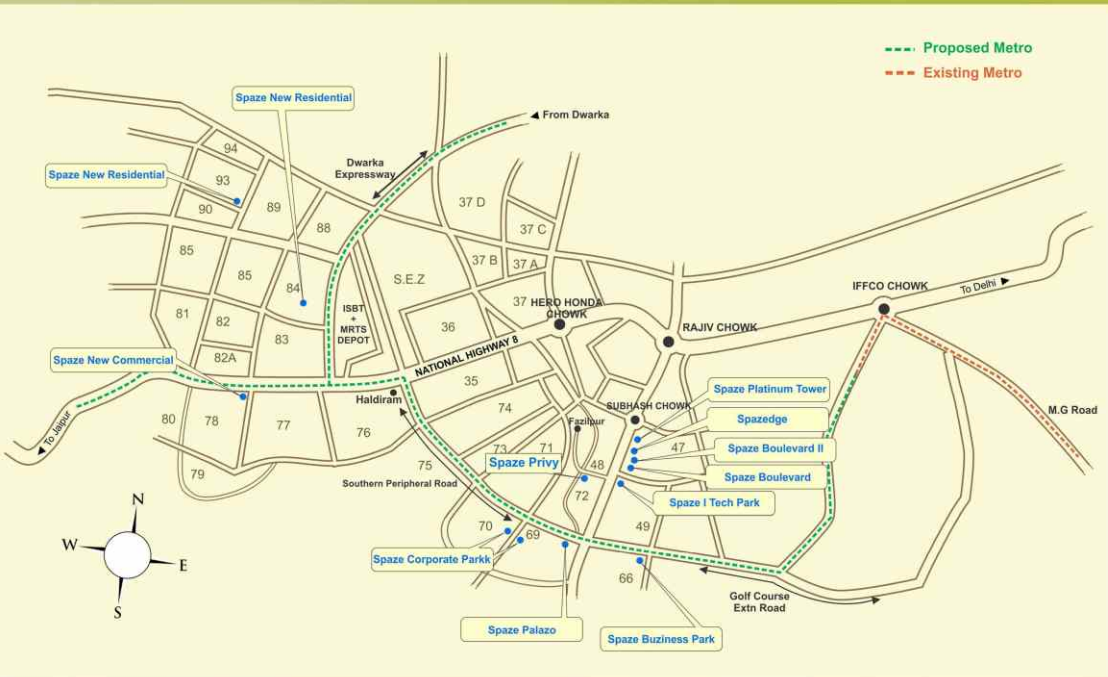 Proposed Metro
Existing Metro
Spaze New Residential
From Dwarka
94
Dwarka
Expressway
Spaze New Residential
93
90
89
88
37 D
37 C
85
85
84
S.E.Z
37 B
37 A
IFFCO CHOWK
To Delhi
81
82
ISBT
+
MRTS
DEPOT
37
HERO HONDA
CHOWK
RAJIV CHOWK
36
83
82A
Spaze New Commercial
NATIONAL HIGHWAY 8
35
Haldiram
Spaze Platinum Tower
To Jaipur
80
78
77
76
74
SUBHASH CHOWK
Fazilpur
Spazedge
M.G Road
73
71
47
Spaze Boulevard II
75
Spaze Privy
48
Spaze Boulevard
79
Southern Peripheral Road
72
Spaze I Tech Park
N
W
E
S
70
69
49
Spaze Corporate Parkk
66
Golf Course
Extn Road
Spaze Palazo
Spaze Buziness Park